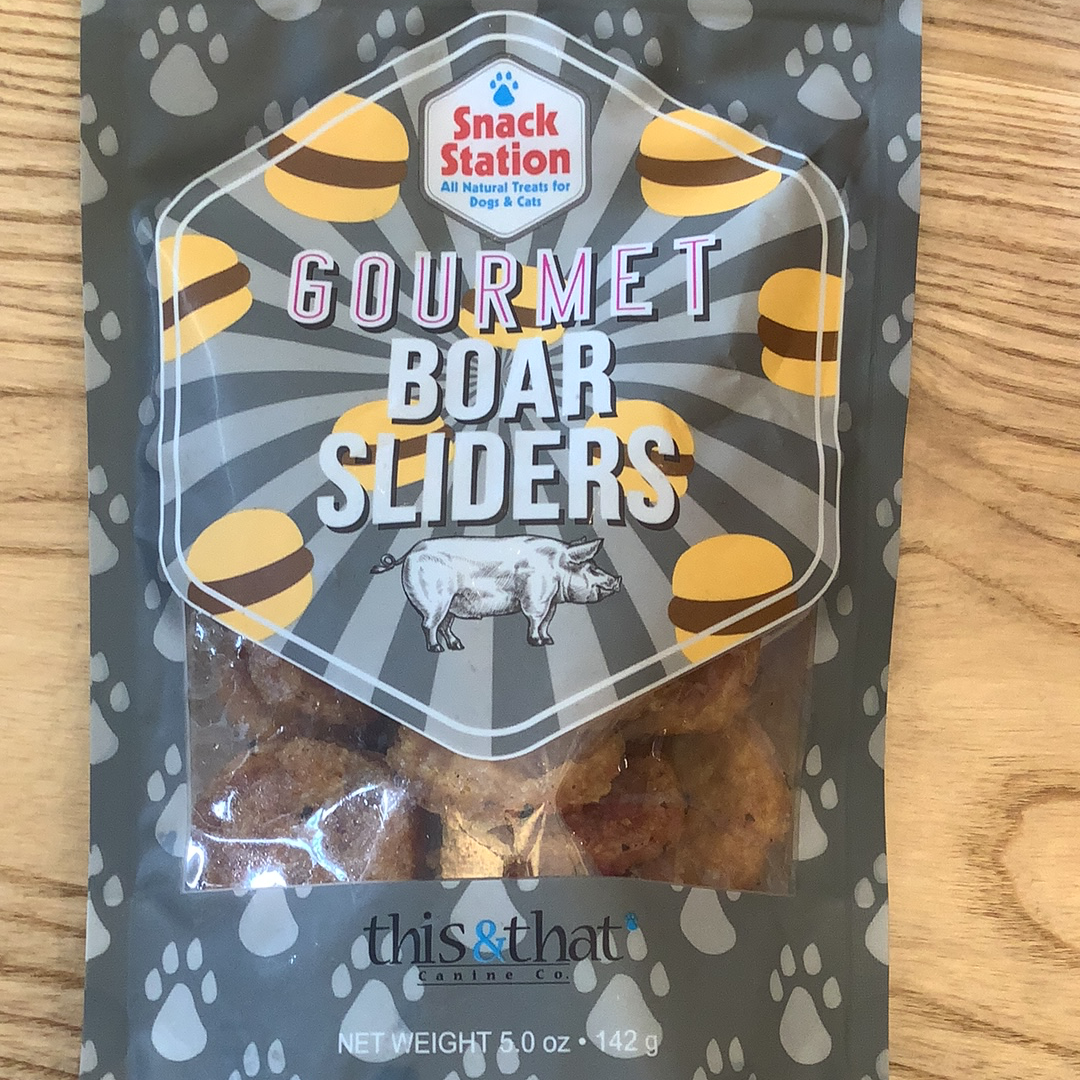 Snack
Station
All Natural Treats for
Dogs & Cats
GOURMET
BOAR
SLIDERS
this&that
Canine Co.
NET WEIGHT 5.0 oz • 142 g